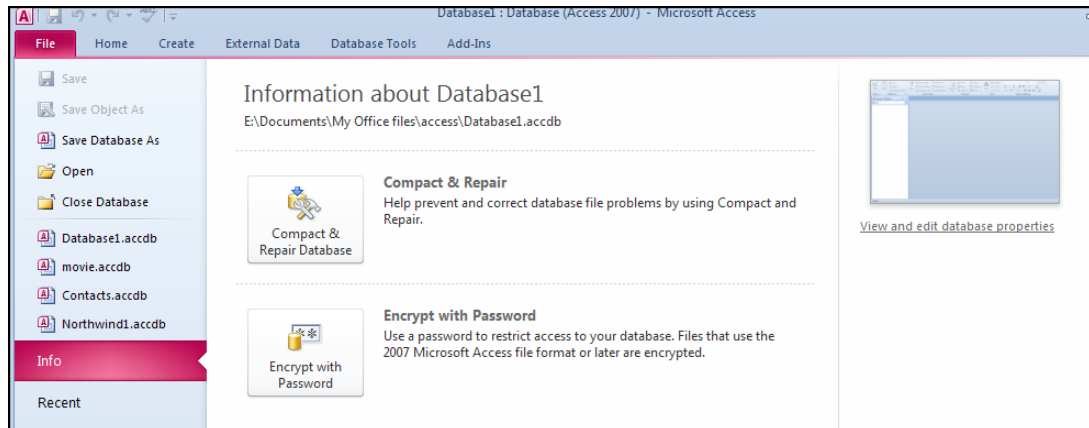 Database1 : Database (Access 2007) - Microsoft Access
File Home Create External Data Database Tools Add-Ins
Save
Save Object As
Save Database As
Open
Close Database
Database1.accdb
movie.accdb
Contacts.accdb
Northwind1.accdb
Info
Recent
Information about Database1
E:\Documents\My Office files\access\Database1.accdb
Compact &
Repair Database
Compact & Repair
Help prevent and correct database file problems by using Compact and
Repair.
Encrypt with
Password
Encrypt with Password
Use a password to restrict access to your database. Files that use the
2007 Microsoft Access file format or later are encrypted.
View and edit database properties